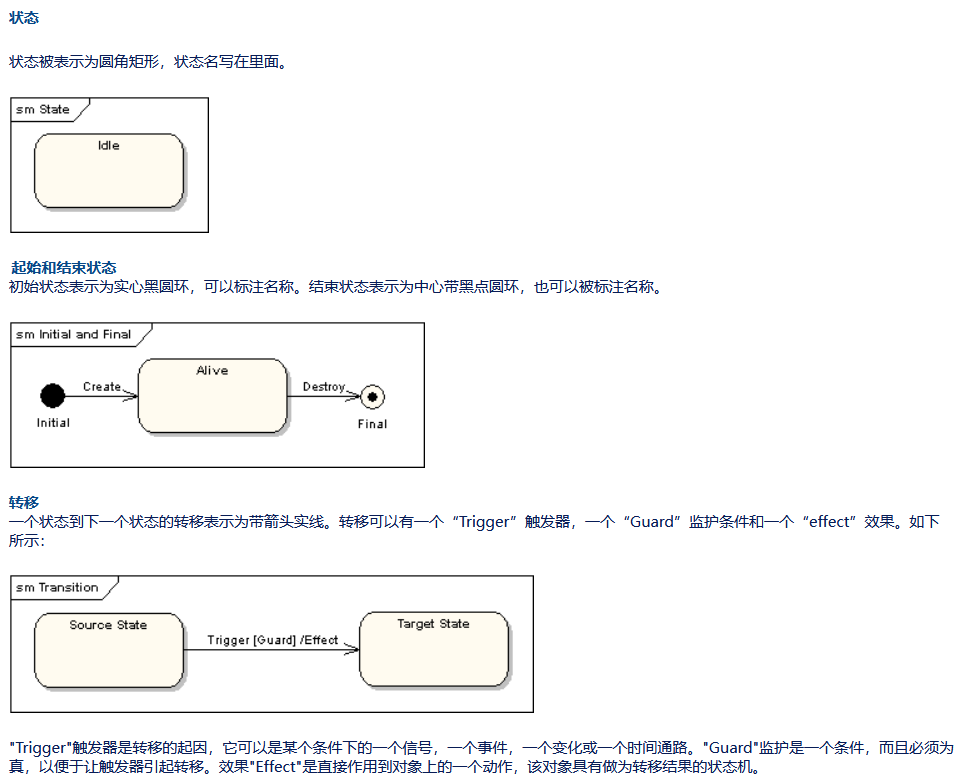 状态
状态被表示为圆角矩形，状态名写在里面。
sm State
Idle
起始和结束状态
初始状态表示为实心黑圆环，可以标注名称。结束状态表示为中心带黑点圆环，也可以被标注名称。
sm Initial and Final
Alive
Create
Destroy
Initial
Final
转移
一个状态到下一个状态的转移表示为带箭头实线。转移可以有一个“Trigger”触发器，一个“Guard”监护条件和一个“effect”效果。如下
所示：
sm Transition
Source State
Target State
Trigger [Guard] /Effect
"Trigger"触发器是转移的起因，它可以是某个条件下的一个信号，一个事件，一个变化或一个时间通路。"Guard"监护是一个条件，而且必须为
真，以便于让触发器引起转移。效果"Effect"是直接作用到对象上的一个动作，该对象具有做为转移结果的状态机。